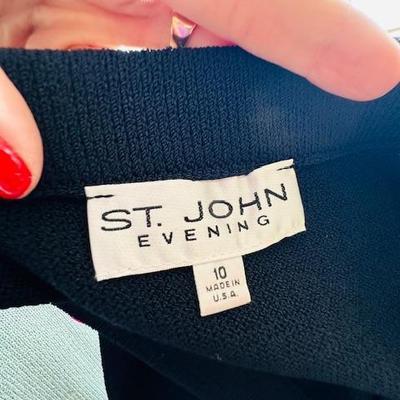 ST. JOHN
EVENING
10
MADE IN
U.S.A.